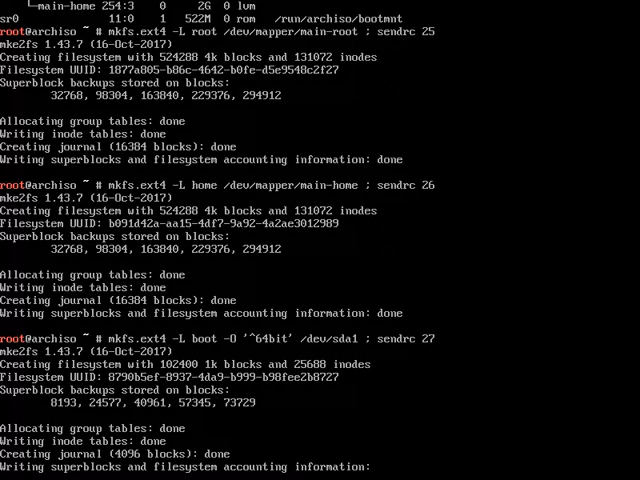 └─main-home 254:3    0    2G  0 lvm
sr0          11:0    1  522M  0 rom   /run/archiso/bootmnt
root@archiso ~ # mkfs.ext4 -L root /dev/mapper/main-root ; sendrc 25
mke2fs 1.43.7 (16-Oct-2017)
Creating filesystem with 524288 4k blocks and 131072 inodes
Filesystem UUID: 1877a805-b86c-4642-b0fe-d5e9548c2f27
Superblock backups stored on blocks:
        32768, 98304, 163840, 229376, 294912

Allocating group tables: done
Writing inode tables: done
Creating journal (16384 blocks): done
Writing superblocks and filesystem accounting information: done

root@archiso ~ # mkfs.ext4 -L home /dev/mapper/main-home ; sendrc 26
mke2fs 1.43.7 (16-Oct-2017)
Creating filesystem with 524288 4k blocks and 131072 inodes
Filesystem UUID: b091d42a-aa15-4df7-9a92-4a2ae3012989
Superblock backups stored on blocks:
        32768, 98304, 163840, 229376, 294912

Allocating group tables: done
Writing inode tables: done
Creating journal (16384 blocks): done
Writing superblocks and filesystem accounting information: done

root@archiso ~ # mkfs.ext4 -L boot -O '^64bit' /dev/sda1 ; sendrc 27
mke2fs 1.43.7 (16-Oct-2017)
Creating filesystem with 102400 1k blocks and 25688 inodes
Filesystem UUID: 8790b5ef-8937-4da9-b999-b98fee2b8727
Superblock backups stored on blocks:
        8193, 24577, 40961, 57345, 73729

Allocating group tables: done
Writing inode tables: done
Creating journal (4096 blocks): done
Writing superblocks and filesystem accounting information: